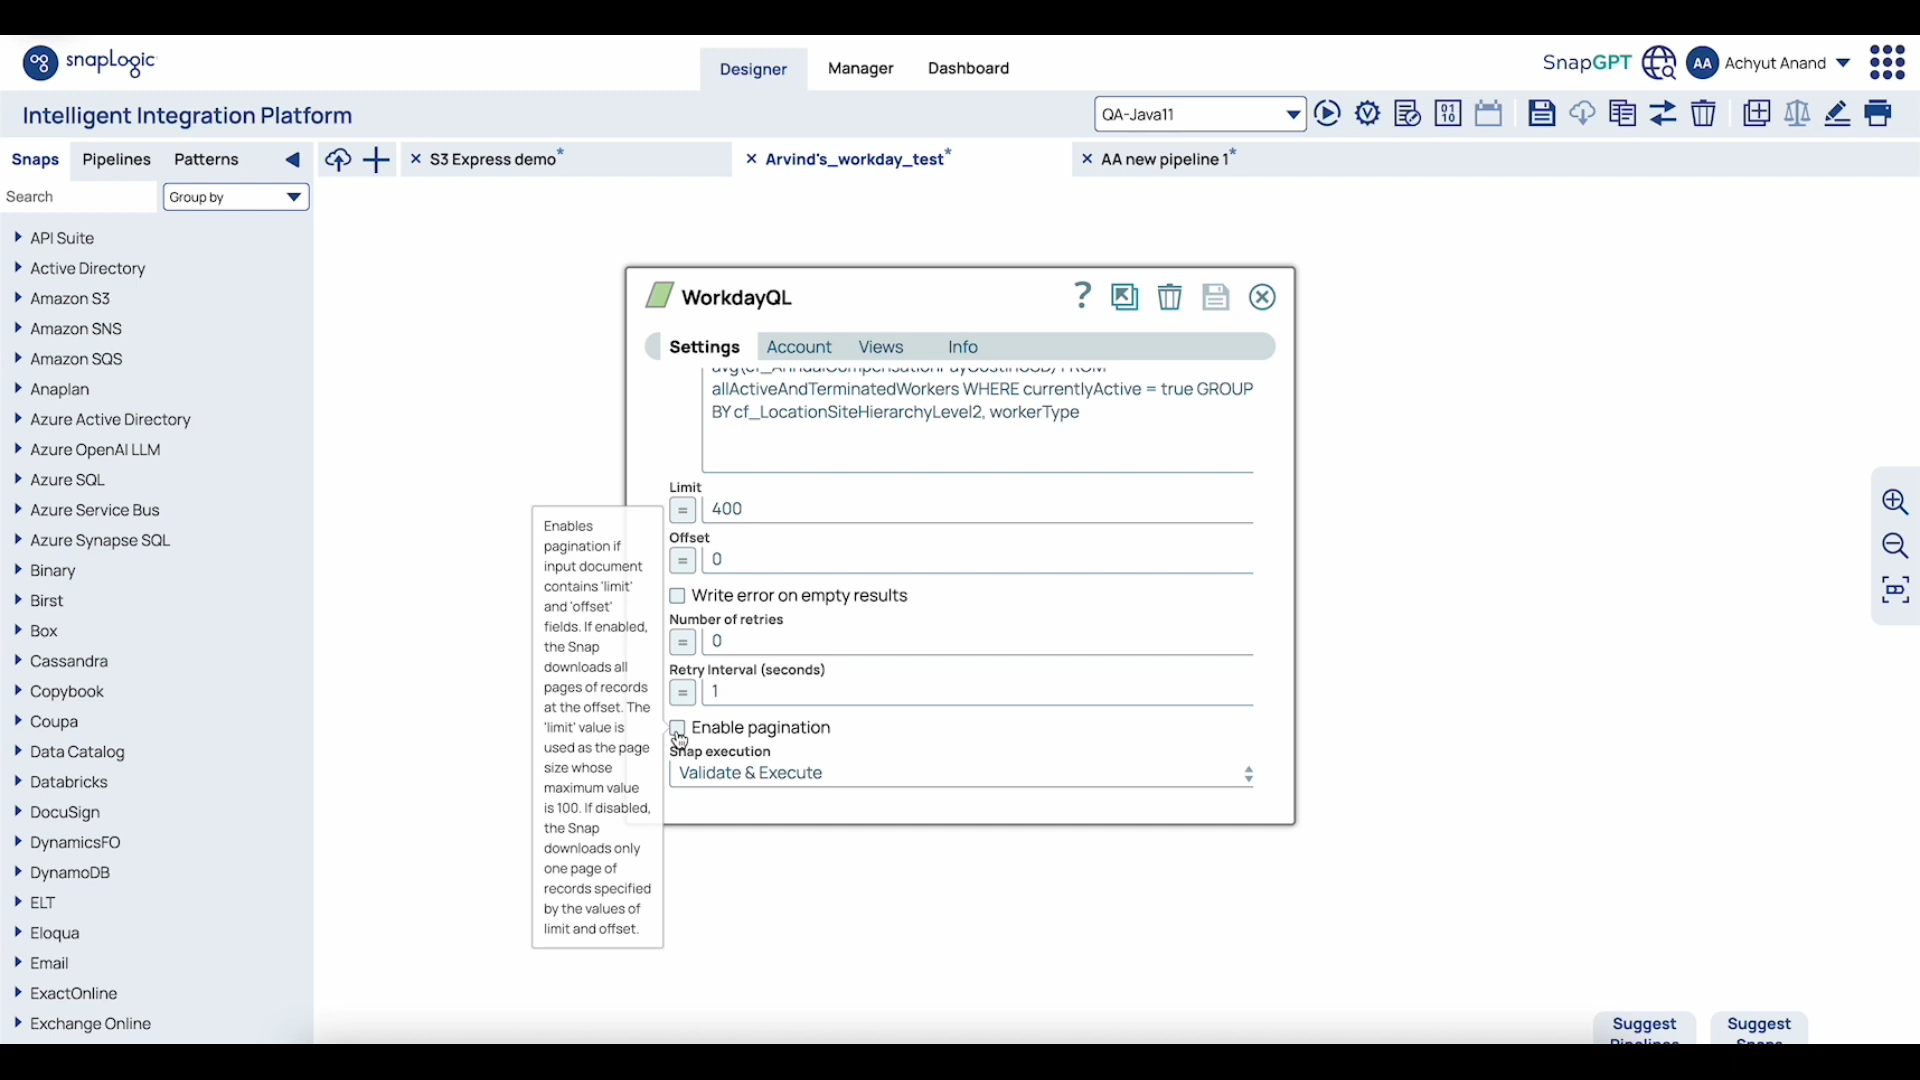 snapLogic
Designer
Manager
Dashboard
SnapGPT
AA
Achyut Anand
Intelligent Integration Platform
QA-Java11
Snaps
Pipelines
Patterns
S3 Express demo*
Arvind's_workday_test*
AA new pipeline 1*
Search
Group by
API Suite
Active Directory
Amazon S3
Amazon SNS
Amazon SQS
Anaplan
Azure Active Directory
Azure OpenAI LLM
Azure SQL
Azure Service Bus
Azure Synapse SQL
Binary
Birst
Box
Cassandra
Copybook
Coupa
Data Catalog
Databricks
DocuSign
DynamicsFO
DynamoDB
ELT
Eloqua
Email
ExactOnline
Exchange Online
WorkdayQL
Settings
Account
Views
Info
avg(cf_AnnualCompensationPayCostInUSD) FROM
allActiveAndTerminatedWorkers WHERE currentlyActive = true GROUP
BY cf_LocationSiteHierarchyLevel2, workerType
Limit
= 400
Offset
= 0
Write error on empty results
Number of retries
= 0
Retry Interval (seconds)
= 1
Enable pagination
Snap execution
Validate & Execute
Enables
pagination if
input document
contains 'limit'
and 'offset'
fields. If enabled,
the Snap
downloads all
pages of records
at the offset. The
'limit' value is
used as the page
size whose
maximum value
is 100. If disabled,
the Snap
downloads only
one page of
records specified
by the values of
limit and offset.
Suggest
Pipelines
Suggest
Snaps